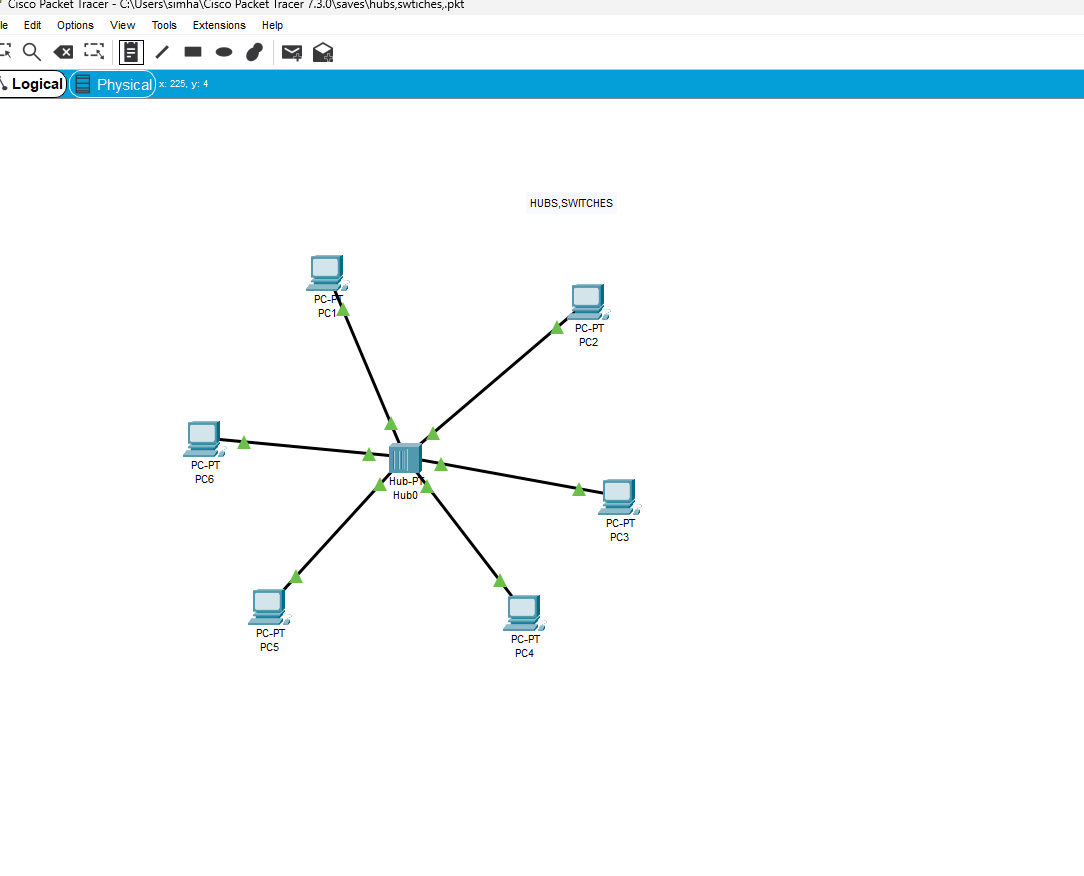 Cisco Packet Tracer - C:\Users\simha\Cisco Packet Tracer 7.3.0\saves\hubs,swtiches,.pkt
le Edit Options View Tools Extensions Help
Logical Physical x: 225, y: 4
HUBS,SWITCHES
PC-PT
PC1
PC-PT
PC2
PC-PT
PC6
Hub-PT
Hub0
PC-PT
PC3
PC-PT
PC5
PC-PT
PC4